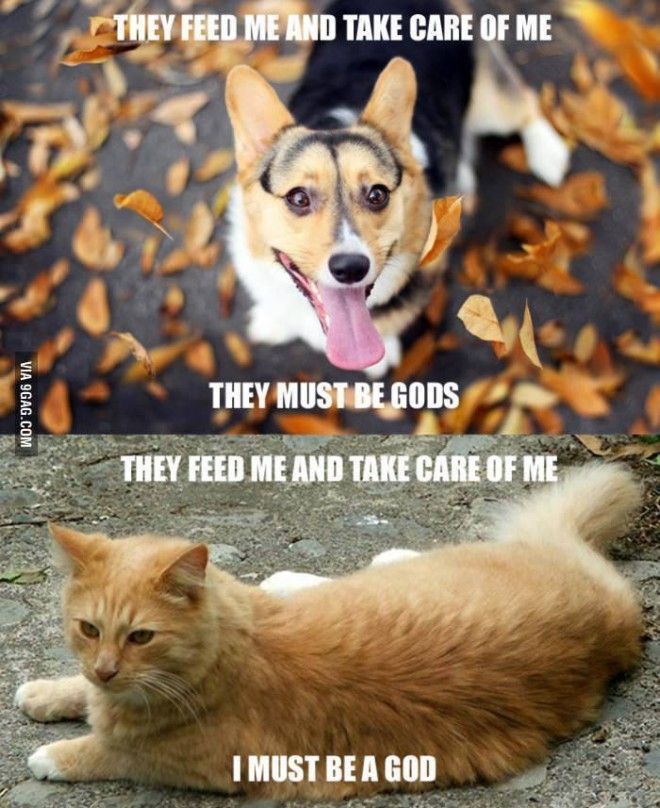 THEY FEED ME AND TAKE CARE OF ME
THEY MUST BE GODS
VIA 9GAG.COM
THEY FEED ME AND TAKE CARE OF ME
I MUST BE A GOD